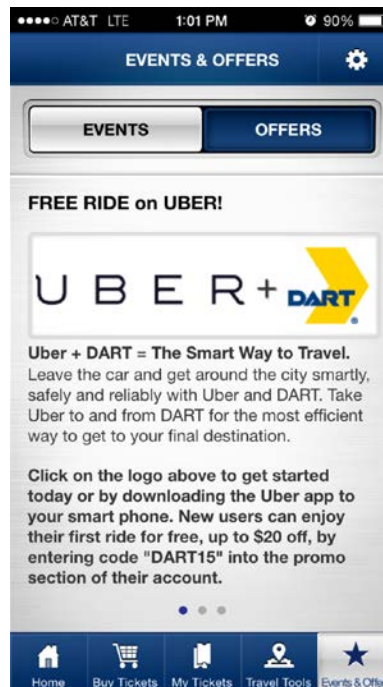 AT&T LTE 1:01 PM 90%
EVENTS & OFFERS
EVENTS OFFERS
FREE RIDE on UBER!
UBER + DART
Uber + DART = The Smart Way to Travel.
Leave the car and get around the city smartly,
safely and reliably with Uber and DART. Take
Uber to and from DART for the most efficient
way to get to your final destination.
Click on the logo above to get started
today or by downloading the Uber app to
your smart phone. New users can enjoy
their first ride for free, up to $20 off, by
entering code "DART15" into the promo
section of their account.
Home Buy Tickets My Tickets Travel Tools Events & Offe